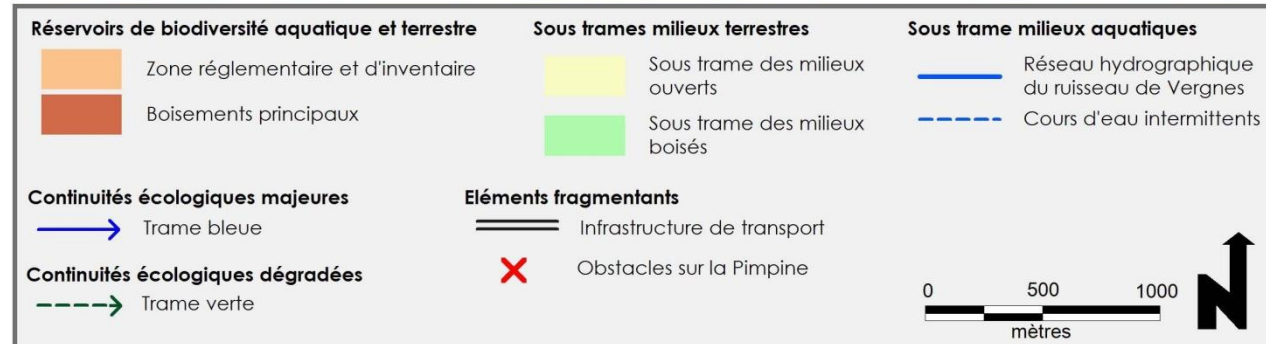 Réservoirs de biodiversité aquatique et terrestre
Zone réglementaire et d'inventaire
Boisements principaux
Sous trames milieux terrestres
Sous trame des milieux
ouverts
Sous trame des milieux
boisés
Sous trame milieux aquatiques
Réseau hydrographique
du ruisseau de Vergnes
Cours d'eau intermittents
Continuités écologiques majeures
Trame bleue
Continuités écologiques dégradées
Trame verte
Eléments fragmentants
Infrastructure de transport
Obstacles sur la Pimpine
0 500 1000
mètres
N